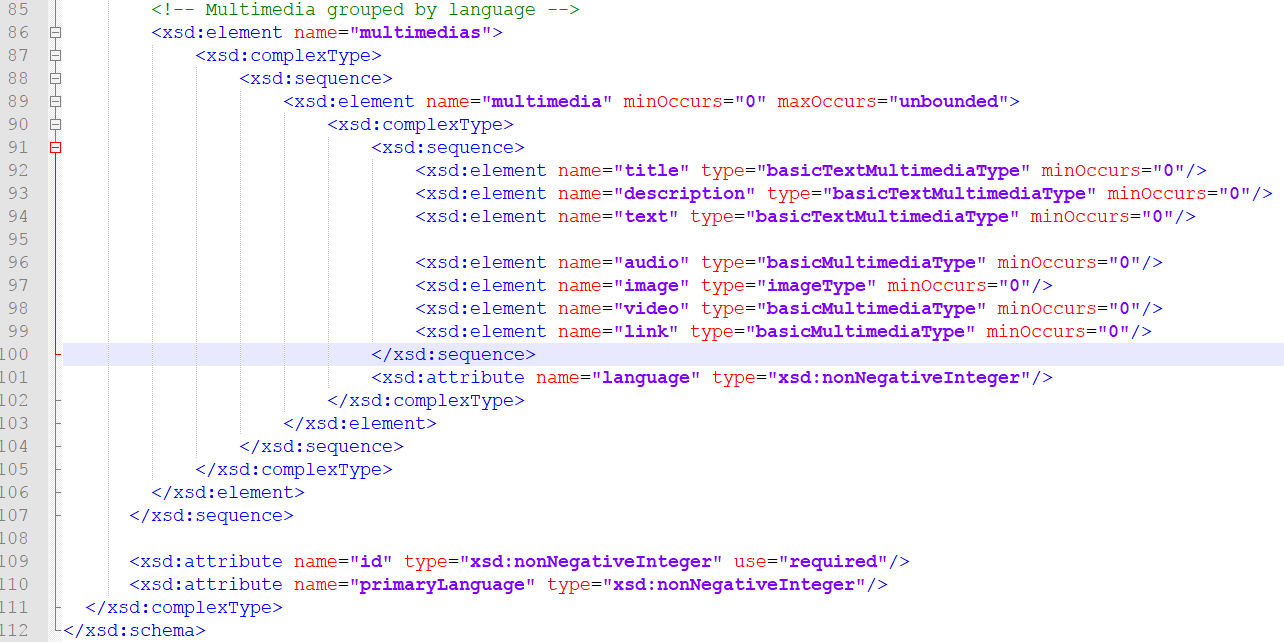 85 <!-- Multimedia grouped by language -->
86 <xsd:element name="multimedias">
87 <xsd:complexType>
88 <xsd:sequence>
89 <xsd:element name="multimedia" minOccurs="0" maxOccurs="unbounded">
90 <xsd:complexType>
91 <xsd:sequence>
92 <xsd:element name="title" type="basicTextMultimediaType" minOccurs="0"/>
93 <xsd:element name="description" type="basicTextMultimediaType" minOccurs="0"/>
94 <xsd:element name="text" type="basicTextMultimediaType" minOccurs="0"/>
95
96 <xsd:element name="audio" type="basicMultimediaType" minOccurs="0"/>
97 <xsd:element name="image" type="imageType" minOccurs="0"/>
98 <xsd:element name="video" type="basicMultimediaType" minOccurs="0"/>
99 <xsd:element name="link" type="basicMultimediaType" minOccurs="0"/>
100 </xsd:sequence>
101 <xsd:attribute name="language" type="xsd:nonNegativeInteger"/>
102 </xsd:complexType>
103 </xsd:element>
104 </xsd:sequence>
105 </xsd:complexType>
106 </xsd:element>
107 </xsd:sequence>
108
109 <xsd:attribute name="id" type="xsd:nonNegativeInteger" use="required"/>
110 <xsd:attribute name="primaryLanguage" type="xsd:nonNegativeInteger"/>
111 </xsd:complexType>
112 </xsd:schema>